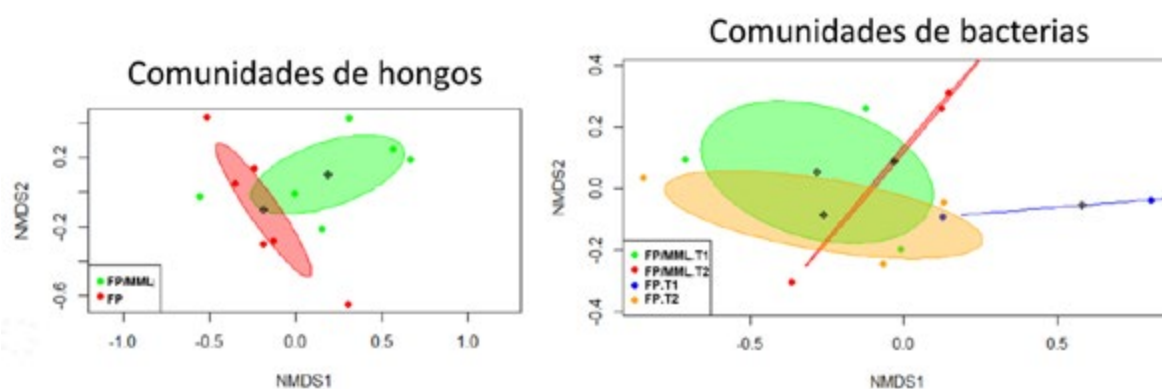 Comunidades de hongos
NMDS2
0.2
-0.2
-0.6
FP/MML
FP
-1.0 -0.5 0.0 0.5 1.0
NMDS1
Comunidades de bacterias
NMDS2
0.4
0.2
0.0
-0.2
-0.4
FP/MML.T1
FP/MML.T2
FP.T1
FP.T2
-0.5 0.0 0.5
NMDS1